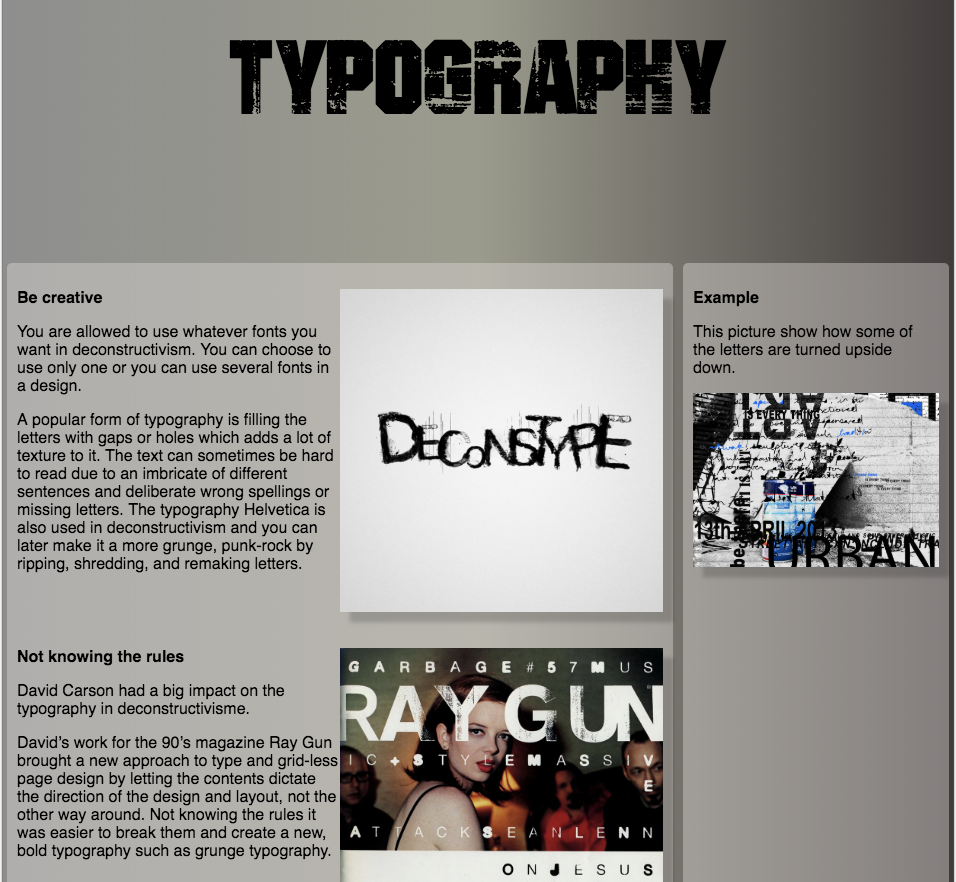 TYPOGRAPHY
Be creative
You are allowed to use whatever fonts you
want in deconstructivism. You can choose to
use only one or you can use several fonts in
a design.
A popular form of typography is filling the
letters with gaps or holes which adds a lot of
texture to it. The text can sometimes be hard
to read due to an imbricate of different
sentences and deliberate wrong spellings or
missing letters. The typography Helvetica is
also used in deconstructivism and you can
later make it a more grunge, punk-rock by
ripping, shredding, and remaking letters.
DECONSTYPE
Not knowing the rules
David Carson had a big impact on the
typography in deconstructivisme.
David's work for the 90's magazine Ray Gun
brought a new approach to type and grid-less
page design by letting the contents dictate
the direction of the design and layout, not the
other way around. Not knowing the rules it
was easier to break them and create a new,
bold typography such as grunge typography.
GARBAGE#57MUS
RAY GUN
IC+STYLEMASSIV
E
ATTACKSEANLENN
ONJESUS
Example
This picture show how some of
the letters are turned upside
down.
IS EVERY THING
13th APRIL 2013
URBAN